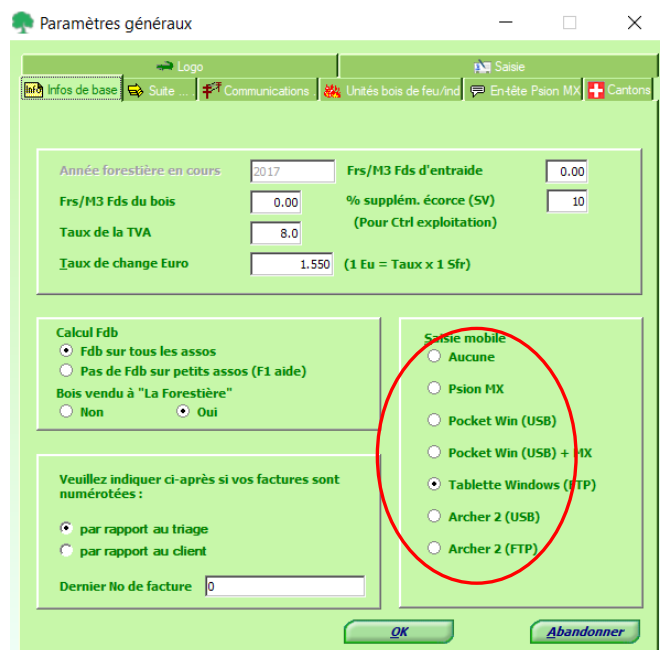 Paramètres généraux
Logo
Saisie
Info Infos de base
Suite ...
Communications
Unités bois de feu/ind
En-tête Psion MX
Cantons
Année forestière en cours 2017
Frs/M3 Fds d'entraide 0.00
Frs/M3 Fds du bois 0.00
% supplém. écorce (SV) 10
(Pour Ctrl exploitation)
Taux de la TVA 8.0
Taux de change Euro 1.550 (1 Eu = Taux x 1 Sfr)
Calcul Fdb
Fdb sur tous les assos
Pas de Fdb sur petits assos (F1 aide)
Bois vendu à "La Forestière"
Non Oui
Saisie mobile
Aucune
Psion MX
Pocket Win (USB)
Pocket Win (USB) + MX
Tablette Windows (FTP)
Archer 2 (USB)
Archer 2 (FTP)
Veuillez indiquer ci-après si vos factures sont
numérotées :
par rapport au triage
par rapport au client
Dernier No de facture 0
OK
Abandonner